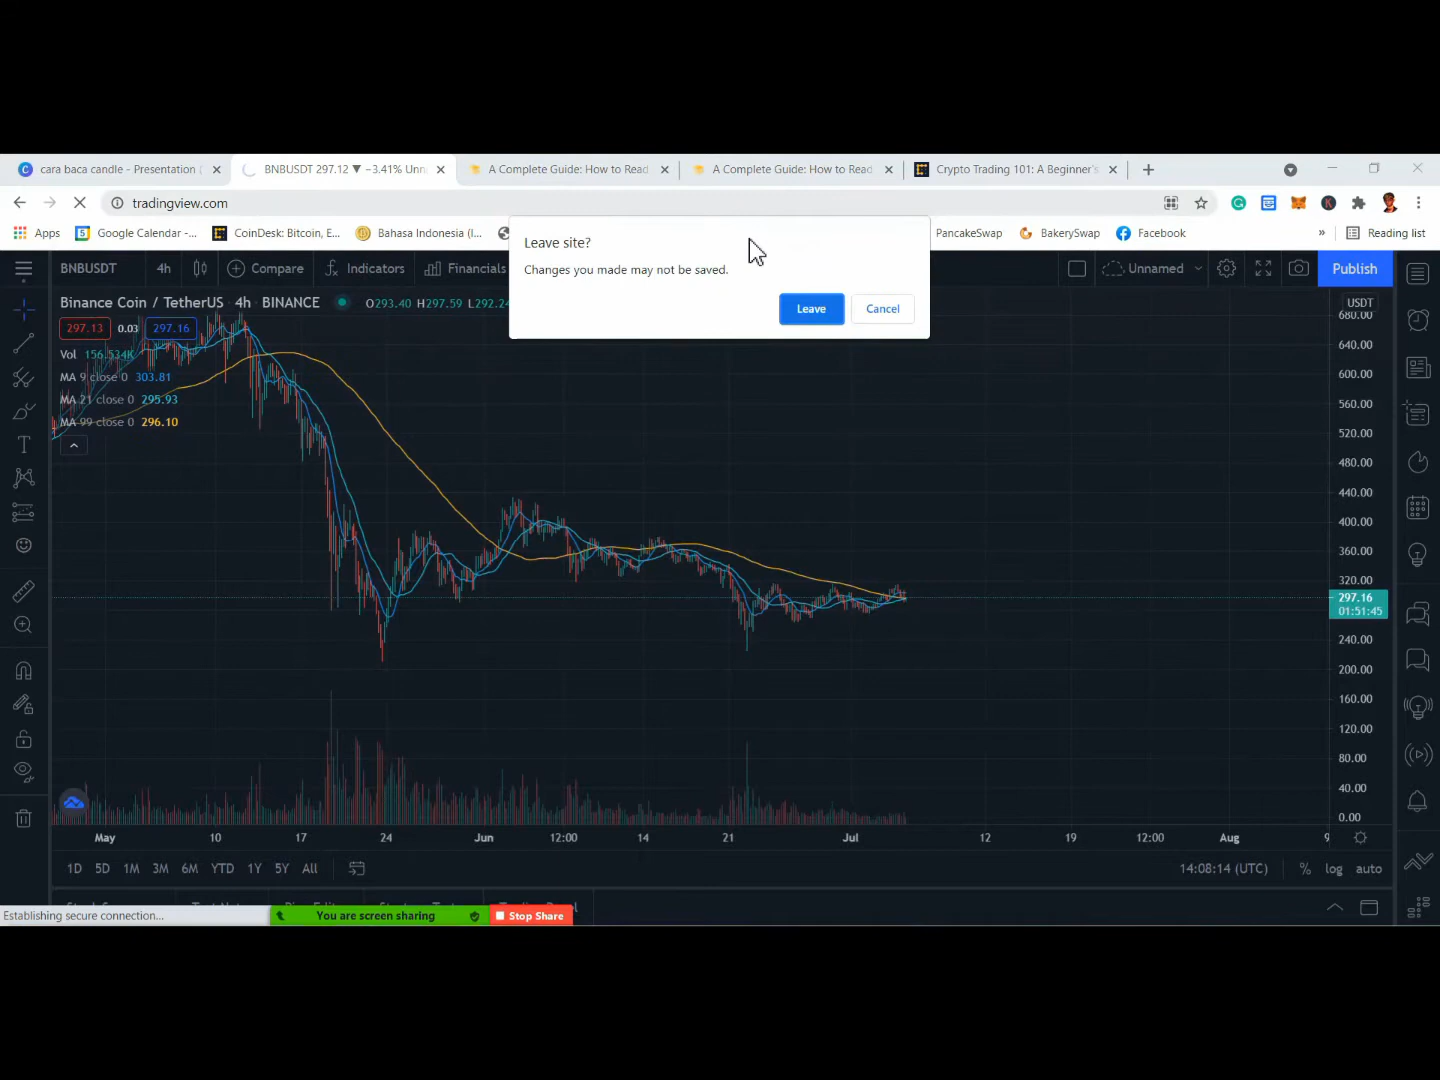 cara baca candle - Presentation (
BNBUSDT 297.12 ▼ −3.41% Unn
A Complete Guide: How to Read
A Complete Guide: How to Read
Crypto Trading 101: A Beginner's
tradingview.com
Apps
Google Calendar -...
CoinDesk: Bitcoin, E...
Bahasa Indonesia (I...
PancakeSwap
BakerySwap
Facebook
»
Reading list
Leave site?
Changes you made may not be saved.
Leave
Cancel
BNBUSDT
4h
Compare
Indicators
Financials
Unnamed
Publish
Binance Coin / TetherUS · 4h · BINANCE
O293.40 H297.59 L292.24
USDT
297.13 0.03 297.16
Vol 156.534K
MA 9 close 0 303.81
MA 21 close 0 295.93
MA 99 close 0 296.10
680.00
640.00
600.00
560.00
520.00
480.00
440.00
400.00
360.00
320.00
297.16
01:51:45
240.00
200.00
160.00
120.00
80.00
40.00
0.00
May 10 17 24 Jun 12:00 14 21 Jul 12 19 12:00 Aug 9
1D 5D 1M 3M 6M YTD 1Y 5Y All
14:08:14 (UTC) % log auto
Establishing secure connection...
You are screen sharing
Stop Share